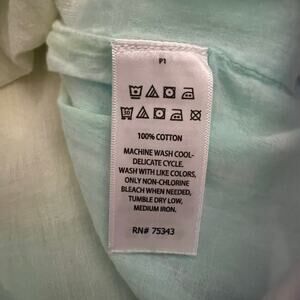 P1
100% COTTON
MACHINE WASH COOL-
DELICATE CYCLE.
WASH WITH LIKE COLORS,
ONLY NON-CHLORINE
BLEACH WHEN NEEDED,
TUMBLE DRY LOW,
MEDIUM IRON.
RN# 75343